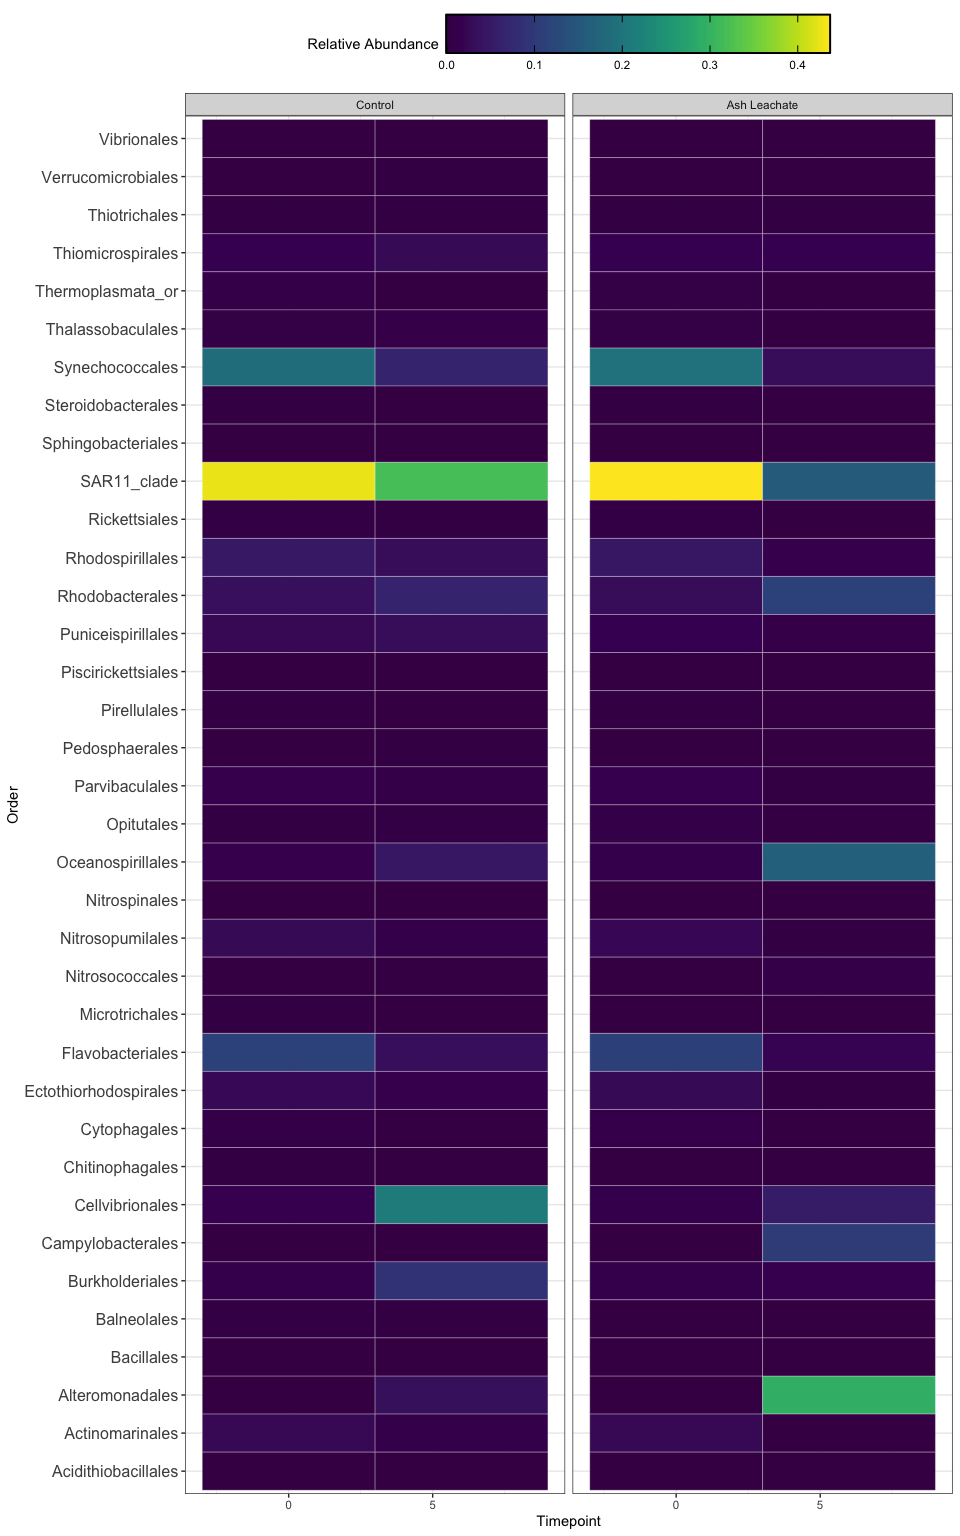 Relative Abundance
0.0 0.1 0.2 0.3 0.4
Control Ash Leachate
Vibrionales
Verrucomicrobiales
Thiotrichales
Thiomicrospirales
Thermoplasmata_or
Thalassobaculales
Synechococcales
Steroidobacterales
Sphingobacteriales
SAR11_clade
Rickettsiales
Rhodospirillales
Rhodobacterales
Puniceispirillales
Piscirickettsiales
Pirellulales
Pedosphaerales
Parvibaculales
Opitutales
Oceanospirillales
Nitrospinales
Nitrosopumilales
Nitrosococcales
Microtrichales
Flavobacteriales
Ectothiorhodospirales
Cytophagales
Chitinophagales
Cellvibrionales
Campylobacterales
Burkholderiales
Balneolales
Bacillales
Alteromonadales
Actinomarinales
Acidithiobacillales
Order
0 5 0 5
Timepoint